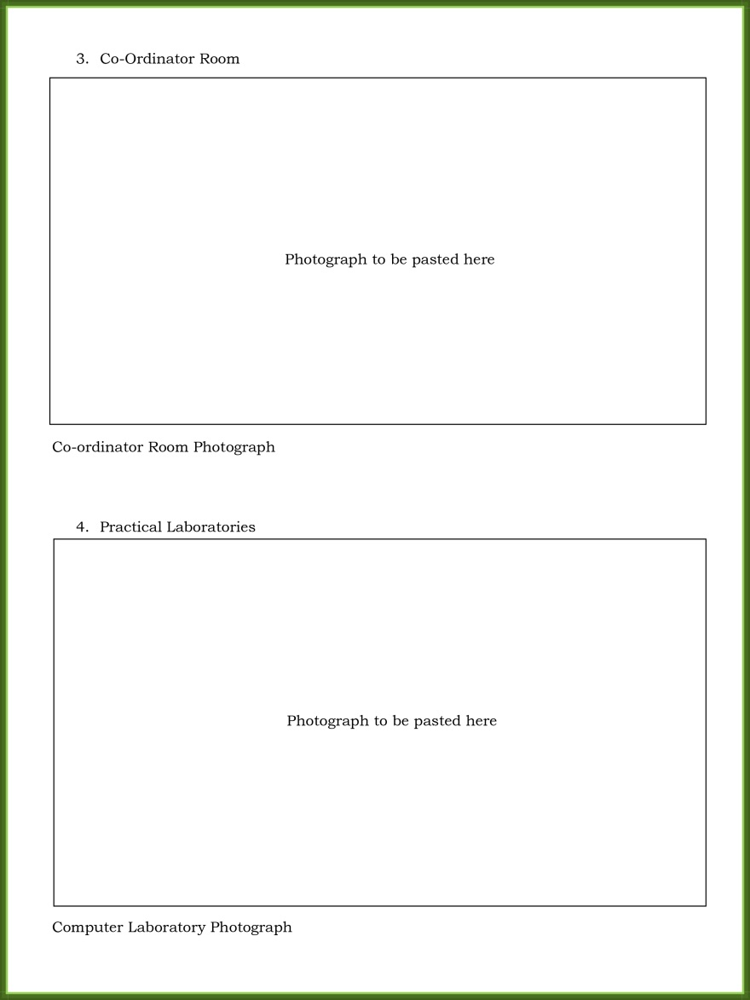 3. Co-Ordinator Room
Photograph to be pasted here
Co-ordinator Room Photograph
4. Practical Laboratories
Photograph to be pasted here
Computer Laboratory Photograph